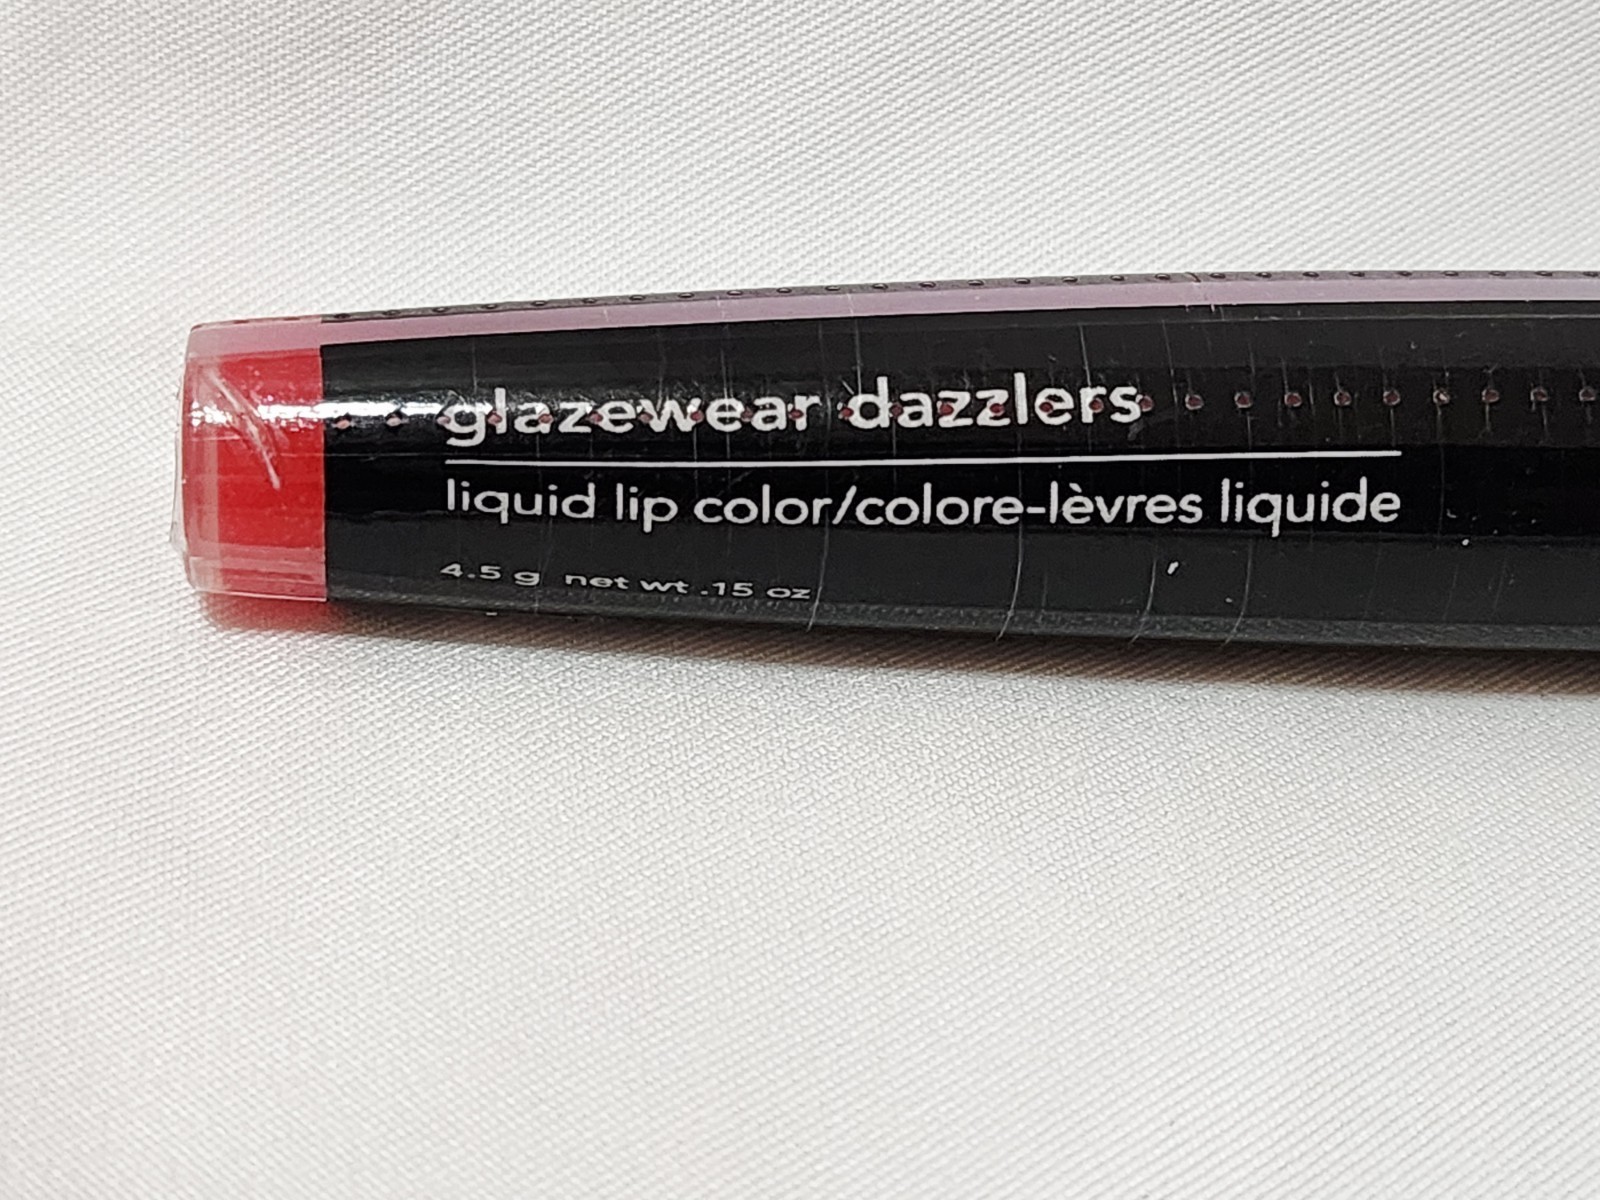 glazewear dazzlers
liquid lip color/colore-lèvres liquide
4.5 g net wt .15 oz